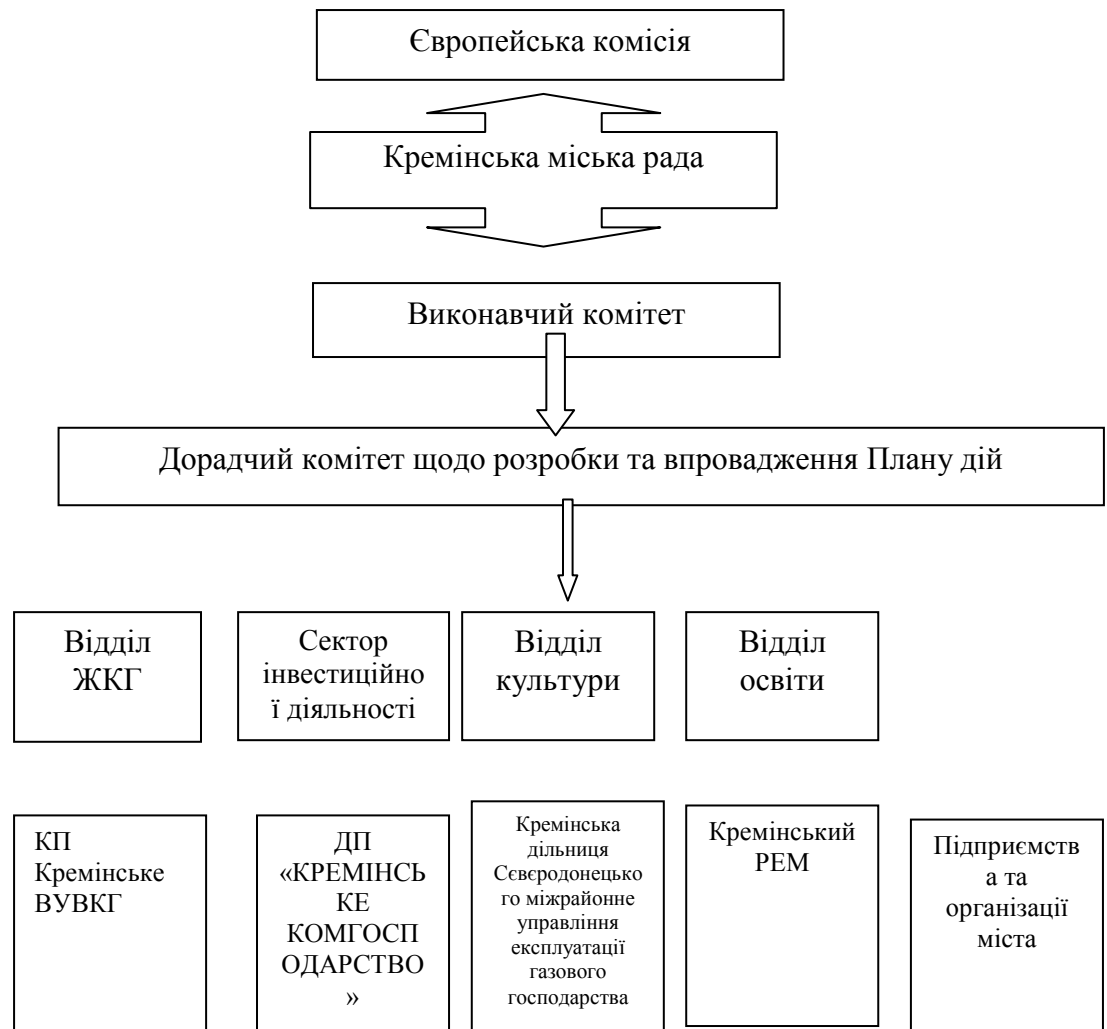 Європейська комісія
Кремінська міська рада
Виконавчий комітет
Дорадчий комітет щодо розробки та впровадження Плану дій
Відділ
ЖКГ
Сектор
інвестиційно
ї діяльності
Відділ
культури
Відділ
освіти
КП
Кремінське
ВУВКГ
ДП
«КРЕМІНСЬ
КЕ
КОМГОСП
ОДАРСТВО
»
Кремінська
дільниця
Сєвєродонецько
го міжрайонне
управління
експлуатації
газового
господарства
Кремінський
РЕМ
Підприємств
а та
організації
міста